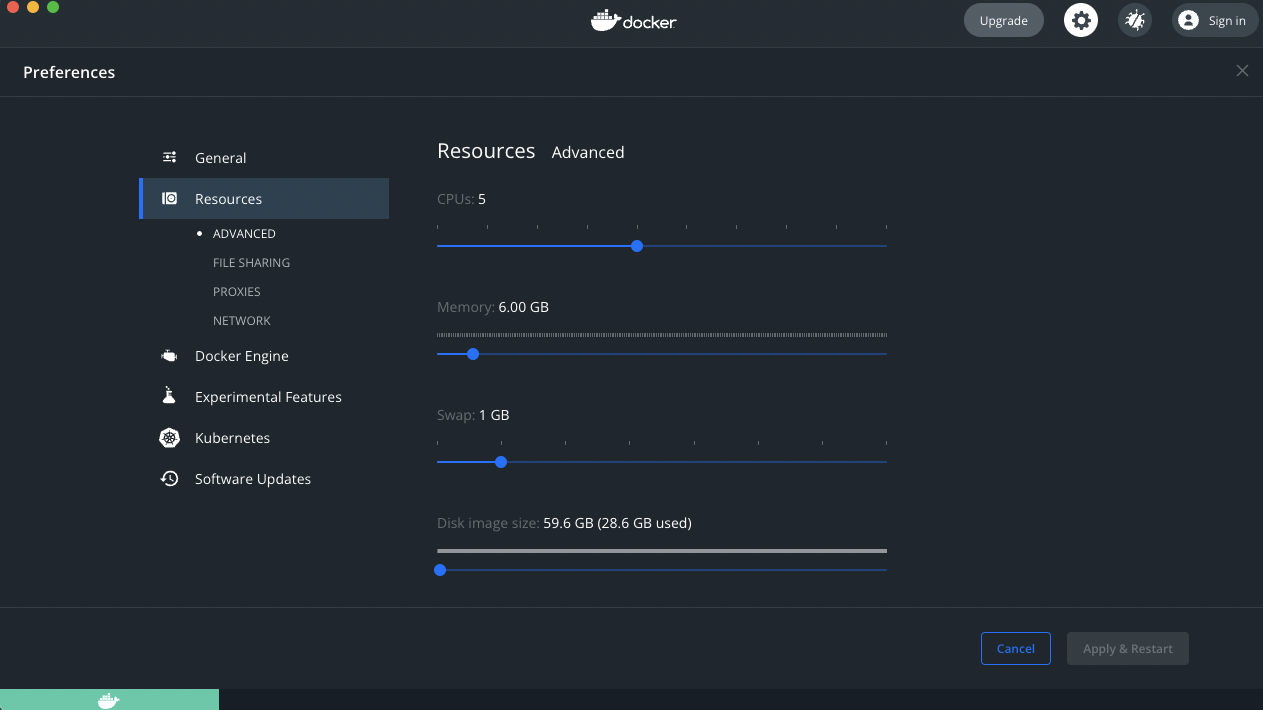 docker
Upgrade
Sign in
Preferences
General
Resources
ADVANCED
FILE SHARING
PROXIES
NETWORK
Docker Engine
Experimental Features
Kubernetes
Software Updates
Resources Advanced
CPUs: 5
Memory: 6.00 GB
Swap: 1 GB
Disk image size: 59.6 GB (28.6 GB used)
Cancel
Apply & Restart